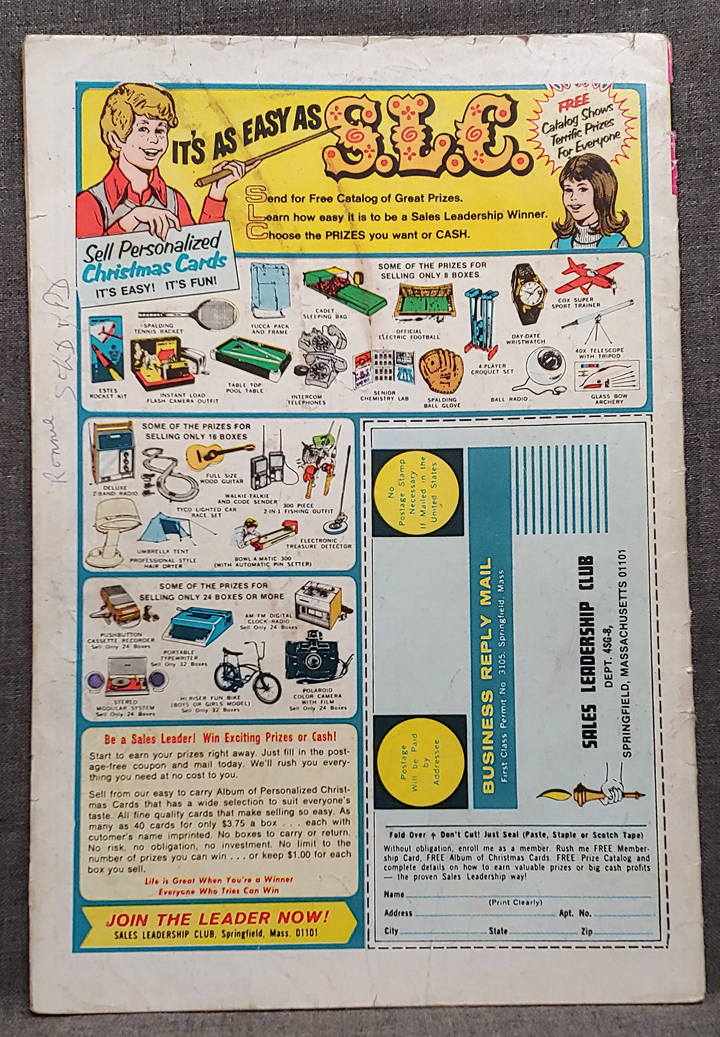 IT'S AS EASY AS S.L.C.
FREE
Catalog Shows
Terrific Prizes
For Everyone
Send for Free Catalog of Great Prizes.
Learn how easy it is to be a Sales Leadership Winner.
Choose the PRIZES you want or CASH.
Sell Personalized
Christmas Cards
IT'S EASY! IT'S FUN!
SOME OF THE PRIZES FOR
SELLING ONLY 8 BOXES
SPALDING
TENNIS RACKET
YUCCA PACK
AND FRAME
CADET
SLEEPING BAG
OFFICIAL
ELECTRIC FOOTBALL
DAY-DATE
WRISTWATCH
COX SUPER
SPORT TRAINER
40X TELESCOPE
WITH TRIPOD
ESTES
ROCKET KIT
INSTANT LOAD
FLASH CAMERA OUTFIT
TABLE TOP
POOL TABLE
INTERCOM
TELEPHONES
SENIOR
CHEMISTRY LAB
SPALDING
BALL GLOVE
4 PLAYER
CROQUET SET
BALL RADIO
GLASS BOW
ARCHERY
Ronnie
SOME OF THE PRIZES FOR
SELLING ONLY 16 BOXES
DELUXE
2-BAND RADIO
TYCO LIGHTED CAR
RACE SET
FULL SIZE
WOOD GUITAR
WALKIE-TALKIE
AND CODE SENDER
300 PIECE
2-IN-1 FISHING OUTFIT
UMBRELLA TENT
PROFESSIONAL STYLE
HAIR DRYER
BOWL-A-MATIC 300
(WITH AUTOMATIC PIN SETTER)
ELECTRONIC
TREASURE DETECTOR
SOME OF THE PRIZES FOR
SELLING ONLY 24 BOXES OR MORE
PUSHBUTTON
CASSETTE RECORDER
Sell Only 24 Boxes
PORTABLE
TYPEWRITER
Sell Only 32 Boxes
AM-FM DIGITAL
CLOCK-RADIO
Sell Only 24 Boxes
STEREO
MODULAR SYSTEM
Sell Only 24 Boxes
HI-RISER FUN BIKE
(BOYS OR GIRLS MODEL)
Sell Only 32 Boxes
POLAROID
COLOR CAMERA
WITH FILM
Sell Only 24 Boxes
Be a Sales Leader! Win Exciting Prizes or Cash!
Start to earn your prizes right away. Just fill in the post-
age-free coupon and mail today. We'll rush you every-
thing you need at no cost to you.
Sell from our easy to carry Album of Personalized Christ-
mas Cards that has a wide selection to suit everyone's
taste. All fine quality cards that make selling so easy. As
many as 40 cards for only $3.75 a box . . . each with
cutomer's name imprinted. No boxes to carry or return.
No risk, no obligation, no investment. No limit to the
number of prizes you can win . . . or keep $1.00 for each
box you sell.
Life is Great When You're a Winner
Everyone Who Tries Can Win
JOIN THE LEADER NOW!
SALES LEADERSHIP CLUB, Springfield, Mass. 01101
No
Postage Stamp
Necessary
If Mailed in the
United States
Postage
Will be Paid
by
Addressee
BUSINESS REPLY MAIL
First Class Permit No. 3105, Springfield, Mass
SALES LEADERSHIP CLUB
DEPT. 4SG-8,
SPRINGFIELD, MASSACHUSETTS 01101
Fold Over ↑ Don't Cut! Just Seal (Paste, Staple or Scotch Tape)
Without obligation, enroll me as a member. Rush me FREE Member-
ship Card, FREE Album of Christmas Cards. FREE Prize Catalog and
complete details on how to earn valuable prizes or big cash profits
— the proven Sales Leadership way!
Name
(Print Clearly)
Address Apt. No.
City State Zip